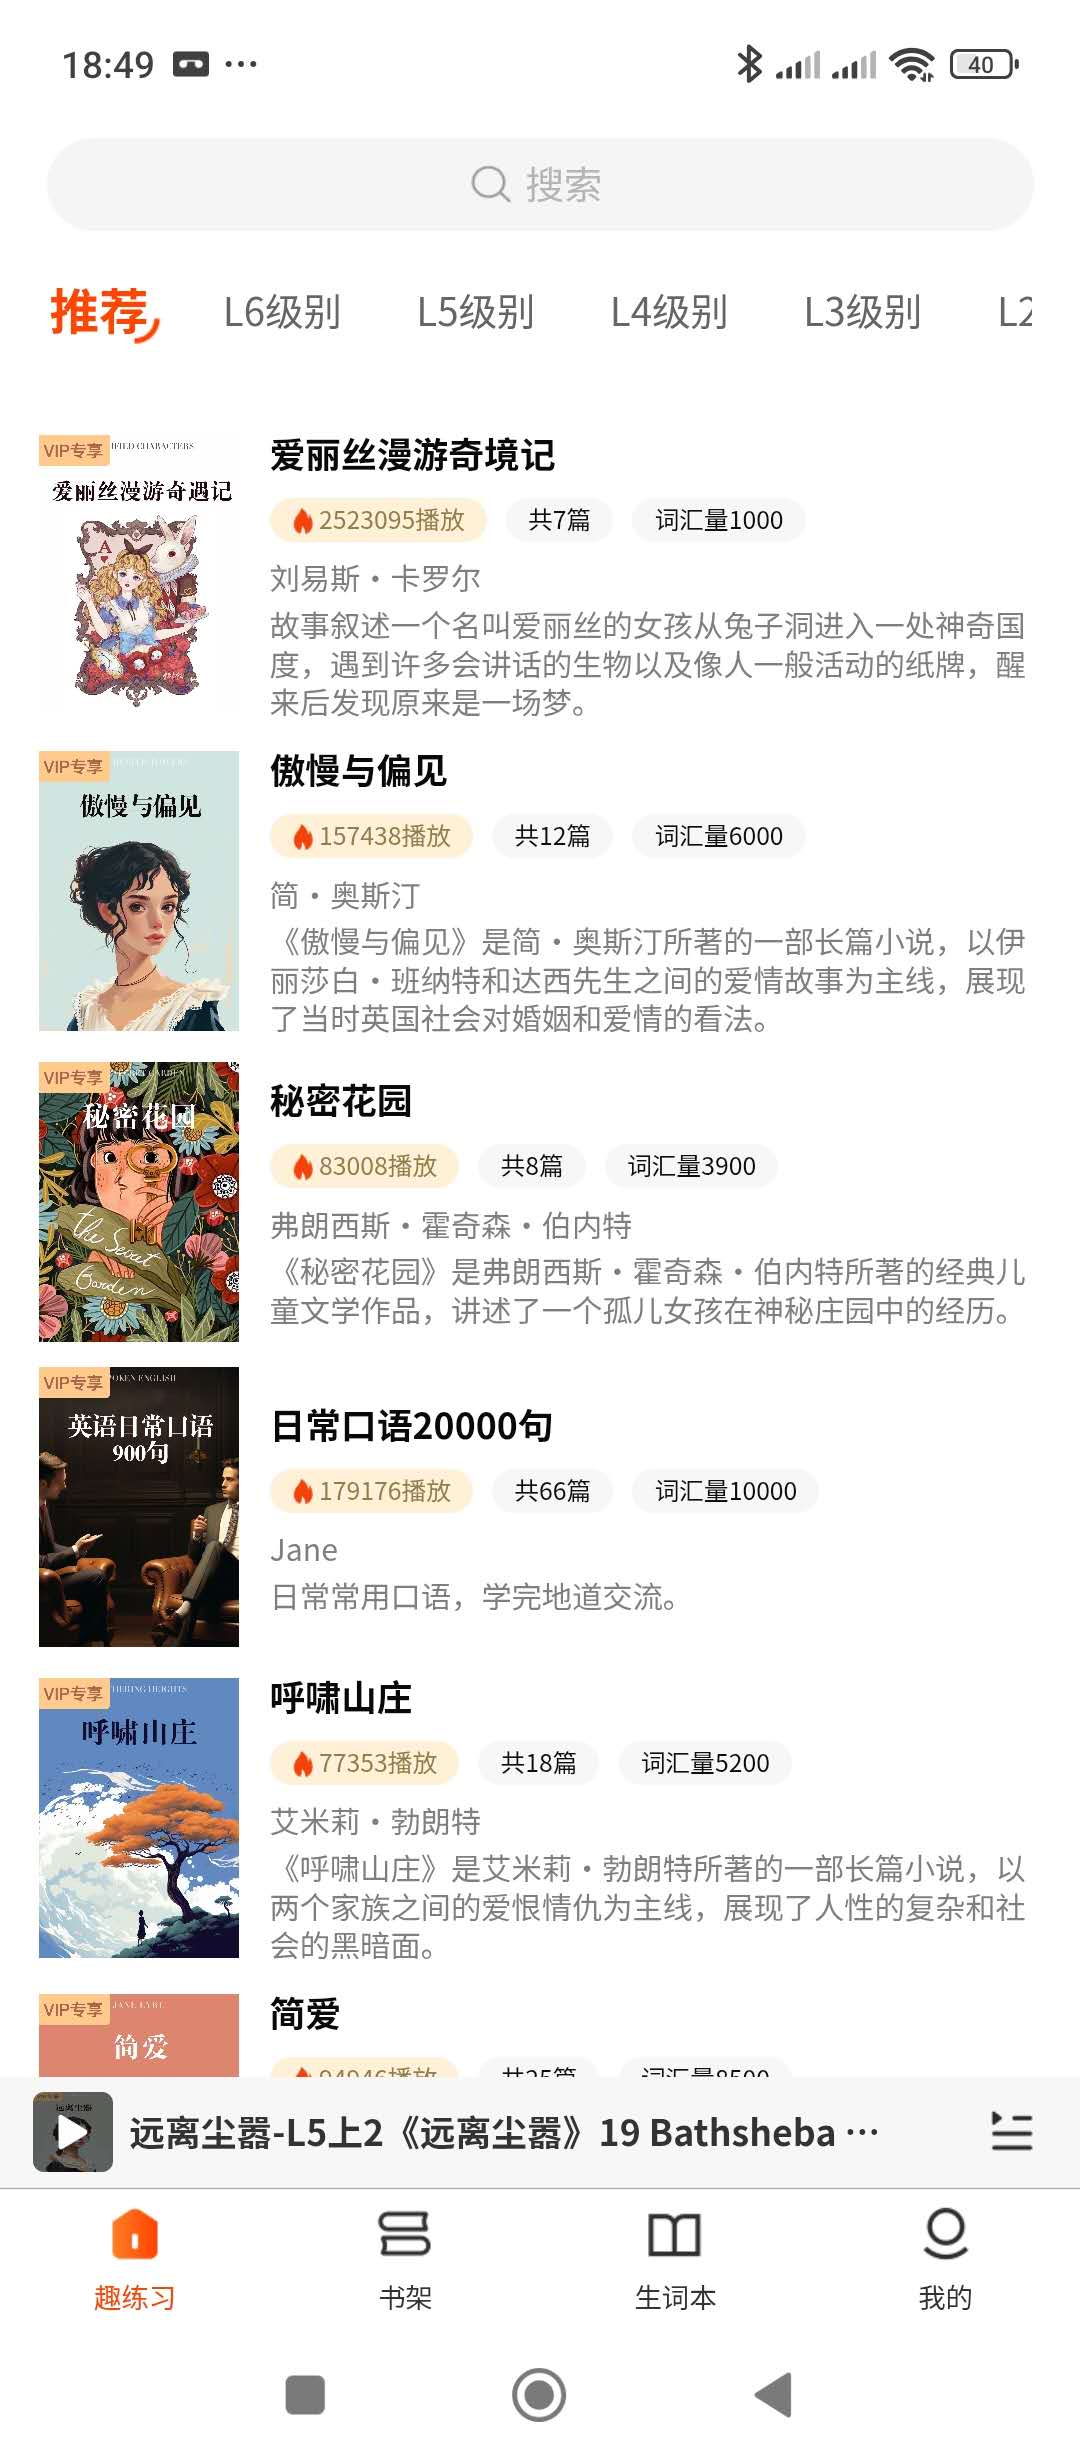 18:49
40
搜索
推荐 L6级别 L5级别 L4级别 L3级别 L2
VIP专享
爱丽丝漫游奇遇记
A
爱丽丝漫游奇境记
2523095播放 共7篇 词汇量1000
刘易斯·卡罗尔
故事叙述一个名叫爱丽丝的女孩从兔子洞进入一处神奇国
度，遇到许多会讲话的生物以及像人一般活动的纸牌，醒
来后发现原来是一场梦。
VIP专享
傲慢与偏见
傲慢与偏见
157438播放 共12篇 词汇量6000
简·奥斯汀
《傲慢与偏见》是简·奥斯汀所著的一部长篇小说，以伊
丽莎白·班纳特和达西先生之间的爱情故事为主线，展现
了当时英国社会对婚姻和爱情的看法。
VIP专享
秘密花园
the Secret
Garden
秘密花园
83008播放 共8篇 词汇量3900
弗朗西斯·霍奇森·伯内特
《秘密花园》是弗朗西斯·霍奇森·伯内特所著的经典儿
童文学作品，讲述了一个孤儿女孩在神秘庄园中的经历。
VIP专享
英语日常口语
900句
日常口语20000句
179176播放 共66篇 词汇量10000
Jane
日常常用口语，学完地道交流。
VIP专享
呼啸山庄
呼啸山庄
77353播放 共18篇 词汇量5200
艾米莉·勃朗特
《呼啸山庄》是艾米莉·勃朗特所著的一部长篇小说，以
两个家族之间的爱恨情仇为主线，展现了人性的复杂和社
会的黑暗面。
VIP专享 JANE EYRE
简爱
简爱
94946播放 共25篇 词汇量8500
远离尘嚣-L5上2《远离尘嚣》19 Bathsheba ···
趣练习 书架 生词本 我的